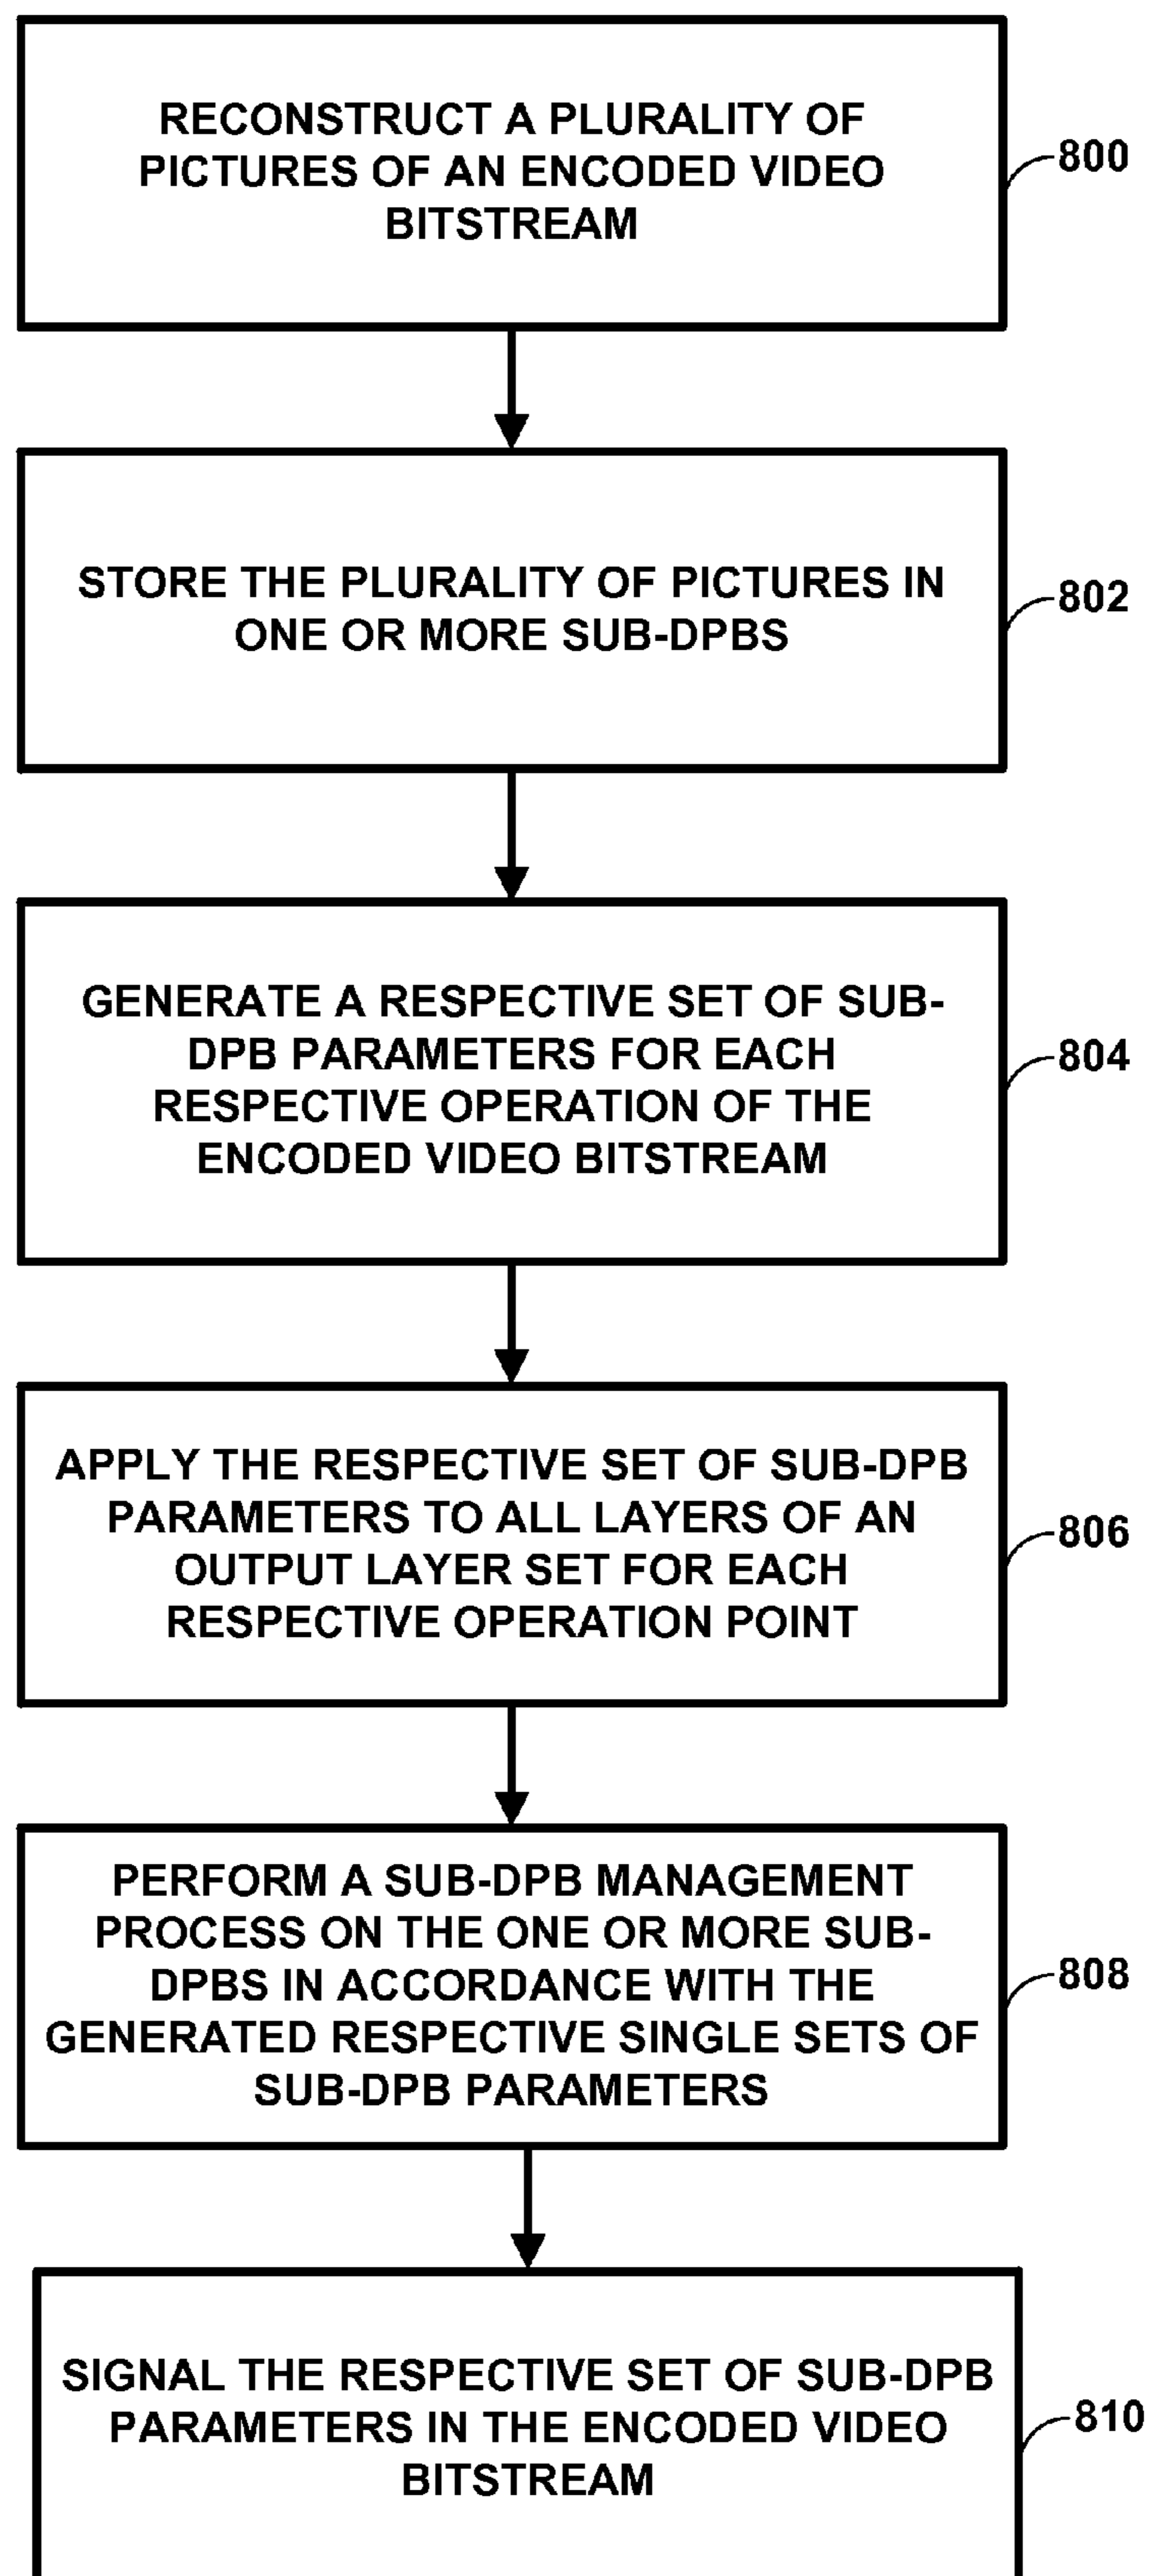 RECONSTRUCT A PLURALITY OF
PICTURES OF AN ENCODED VIDEO
BITSTREAM
800
STORE THE PLURALITY OF PICTURES IN
ONE OR MORE SUB-DPBS
802
GENERATE A RESPECTIVE SET OF SUB-
DPB PARAMETERS FOR EACH
RESPECTIVE OPERATION OF THE
ENCODED VIDEO BITSTREAM
804
APPLY THE RESPECTIVE SET OF SUB-DPB
PARAMETERS TO ALL LAYERS OF AN
OUTPUT LAYER SET FOR EACH
RESPECTIVE OPERATION POINT
806
PERFORM A SUB-DPB MANAGEMENT
PROCESS ON THE ONE OR MORE SUB-
DPBS IN ACCORDANCE WITH THE
GENERATED RESPECTIVE SINGLE SETS OF
SUB-DPB PARAMETERS
808
SIGNAL THE RESPECTIVE SET OF SUB-DPB
PARAMETERS IN THE ENCODED VIDEO
BITSTREAM
810